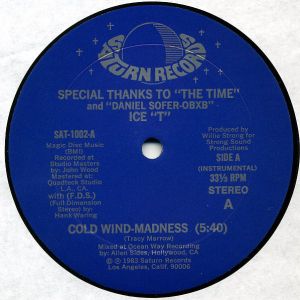 SATURN RECORDS
SPECIAL THANKS TO "THE TIME"
and "DANIEL SOFER-OBXB"
ICE "T"
SAT-1002-A
Magic Disc Music
(BMI)
Recorded at
Studio Masters
by: John Wood
Mastered at:
Quadteck Studio
L.A., CA.
with (F.D.S.)
(Full Dimension
Stereo) by:
Hank Waring
Produced by
Willie Strong for
Strong Sound
Productions
SIDE A
(INSTRUMENTAL)
33⅓ RPM
STEREO
A
COLD WIND-MADNESS (5:40)
(Tracy Marrow)
Mixed at Ocean Way Recording
by: Allen Sides, Hollywood, CA
℗ 1983 Saturn Records
Los Angeles, Calif. 90006